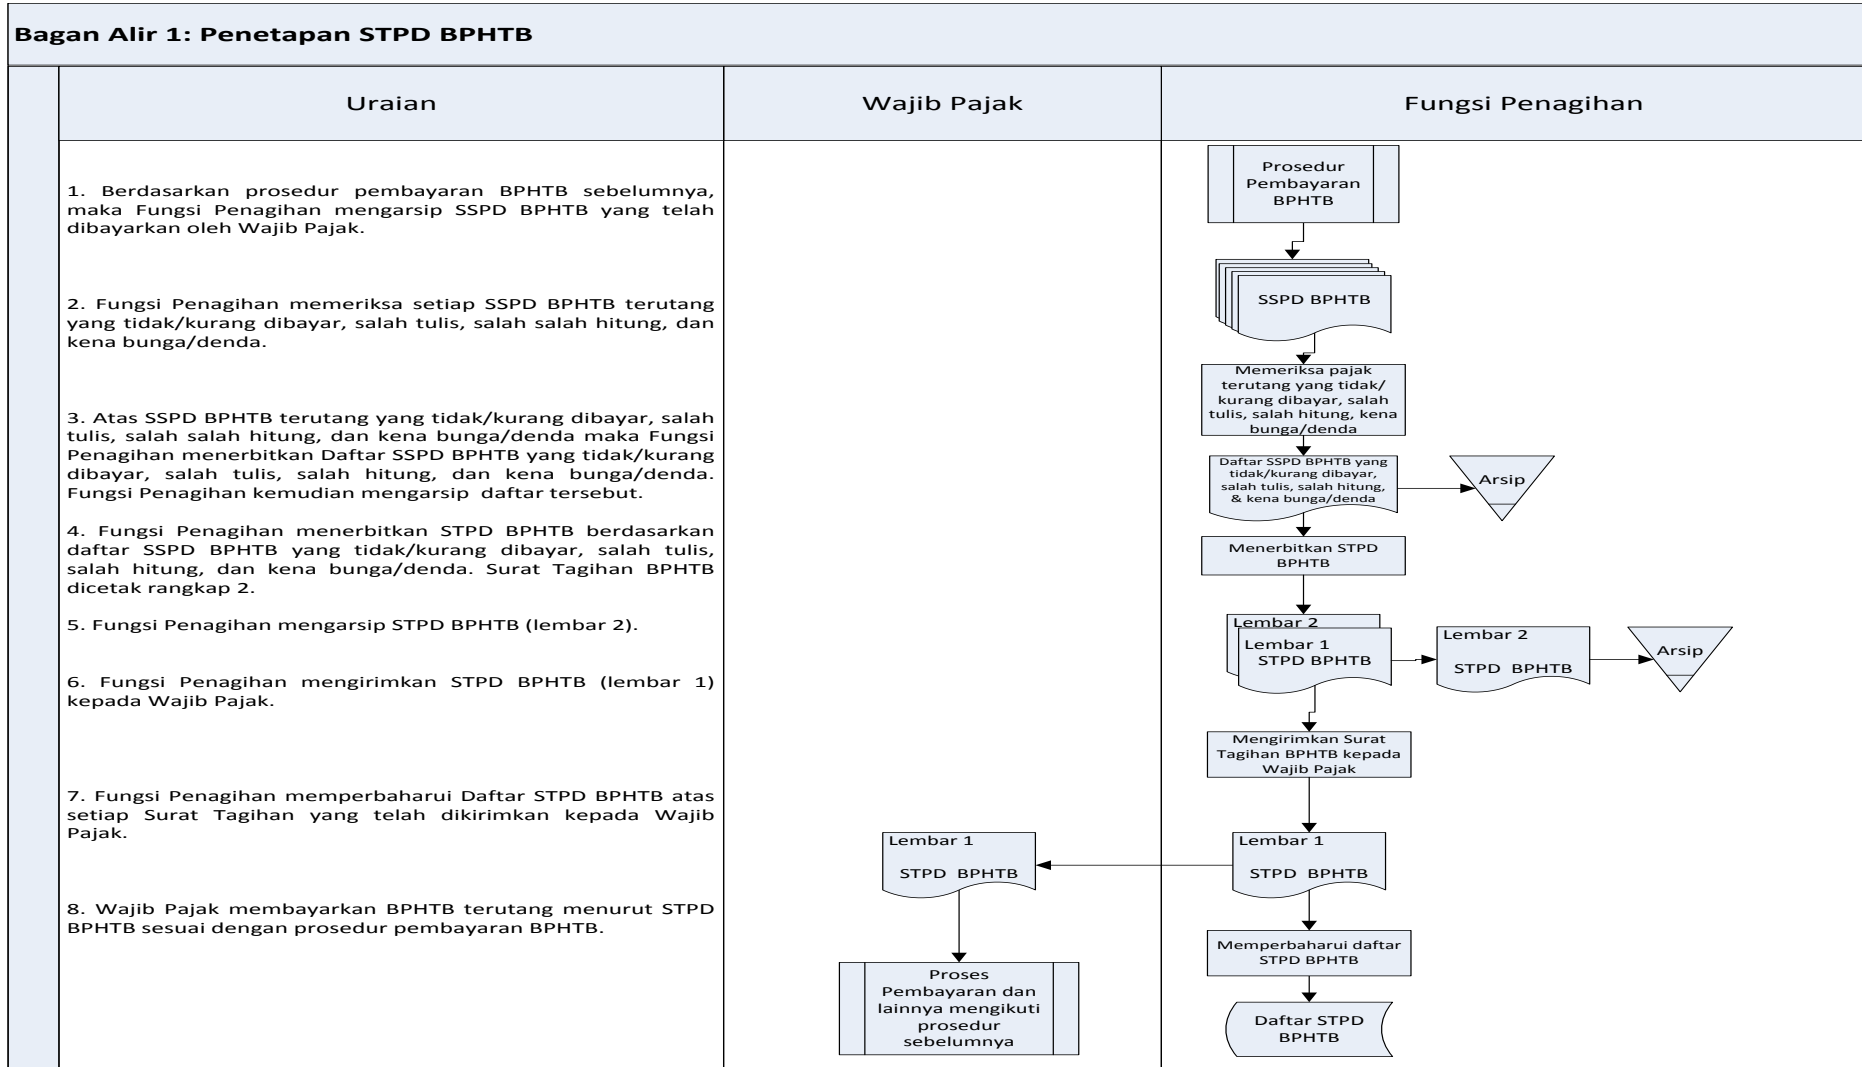 Bagan Alir 1: Penetapan STPD BPHTB
Uraian
Wajib Pajak
Fungsi Penagihan
1. Berdasarkan prosedur pembayaran BPHTB sebelumnya,
maka Fungsi Penagihan mengarsip SSPD BPHTB yang telah
dibayarkan oleh Wajib Pajak.
2. Fungsi Penagihan memeriksa setiap SSPD BPHTB terutang
yang tidak/kurang dibayar, salah tulis, salah salah hitung, dan
kena bunga/denda.
3. Atas SSPD BPHTB terutang yang tidak/kurang dibayar, salah
tulis, salah salah hitung, dan kena bunga/denda maka Fungsi
Penagihan menerbitkan Daftar SSPD BPHTB yang tidak/kurang
dibayar, salah tulis, salah hitung, dan kena bunga/denda.
Fungsi Penagihan kemudian mengarsip daftar tersebut.
4. Fungsi Penagihan menerbitkan STPD BPHTB berdasarkan
daftar SSPD BPHTB yang tidak/kurang dibayar, salah tulis,
salah hitung, dan kena bunga/denda. Surat Tagihan BPHTB
dicetak rangkap 2.
5. Fungsi Penagihan mengarsip STPD BPHTB (lembar 2).
6. Fungsi Penagihan mengirimkan STPD BPHTB (lembar 1)
kepada Wajib Pajak.
7. Fungsi Penagihan memperbaharui Daftar STPD BPHTB atas
setiap Surat Tagihan yang telah dikirimkan kepada Wajib
Pajak.
8. Wajib Pajak membayarkan BPHTB terutang menurut STPD
BPHTB sesuai dengan prosedur pembayaran BPHTB.
Lembar 1
STPD BPHTB
Proses
Pembayaran dan
lainnya mengikuti
prosedur
sebelumnya
Prosedur
Pembayaran
BPHTB
SSPD BPHTB
Memeriksa pajak
terutang yang tidak/
kurang dibayar, salah
tulis, salah hitung, kena
bunga/denda
Daftar SSPD BPHTB yang
tidak/kurang dibayar,
salah tulis, salah hitung,
& kena bunga/denda
Arsip
Menerbitkan STPD
BPHTB
Lembar 2
Lembar 1
STPD BPHTB
Lembar 2
STPD BPHTB
Arsip
Mengirimkan Surat
Tagihan BPHTB kepada
Wajib Pajak
Lembar 1
STPD BPHTB
Memperbaharui daftar
STPD BPHTB
Daftar STPD
BPHTB